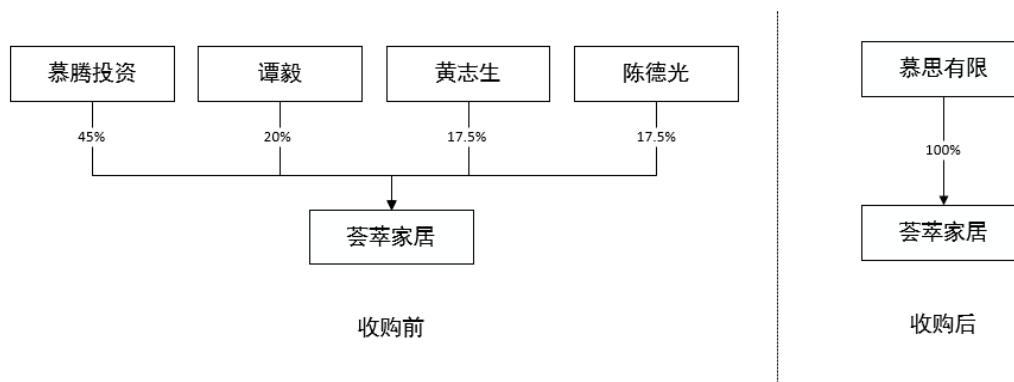 慕腾投资
谭毅
黄志生
陈德光
45%
20%
17.5%
17.5%
荟萃家居
收购前
慕思有限
100%
荟萃家居
收购后